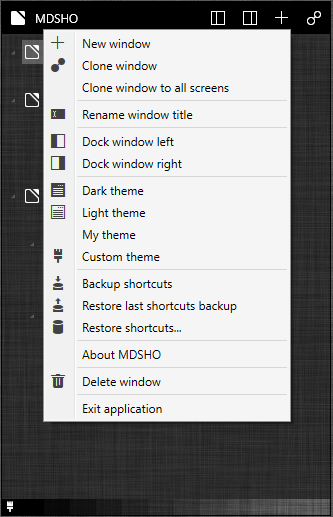 MDSHO
New window
Clone window
Clone window to all screens
Rename window title
Dock window left
Dock window right
Dark theme
Light theme
My theme
Custom theme
Backup shortcuts
Restore last shortcuts backup
Restore shortcuts...
About MDSHO
Delete window
Exit application